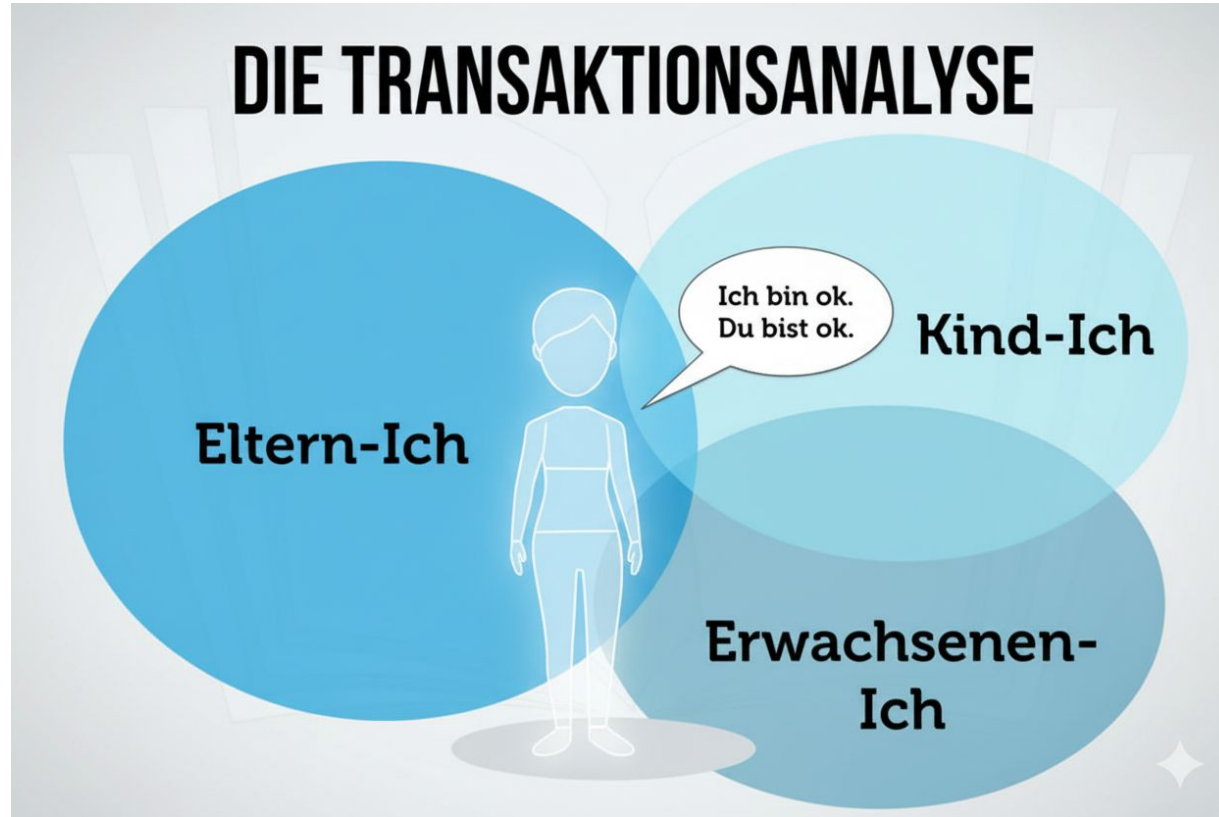 DIE TRANSAKTIONSANALYSE
Ich bin ok.
Du bist ok.
Kind-Ich
Eltern-Ich
Erwachsenen-
Ich